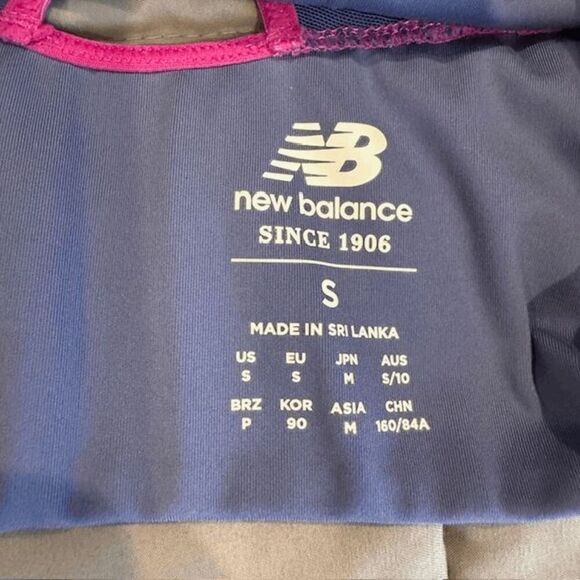 NB
new balance
SINCE 1906
S
MADE IN SRI LANKA
US EU JPN AUS
S S M S/10
BRZ KOR ASIA CHN
P 90 M 160/84A